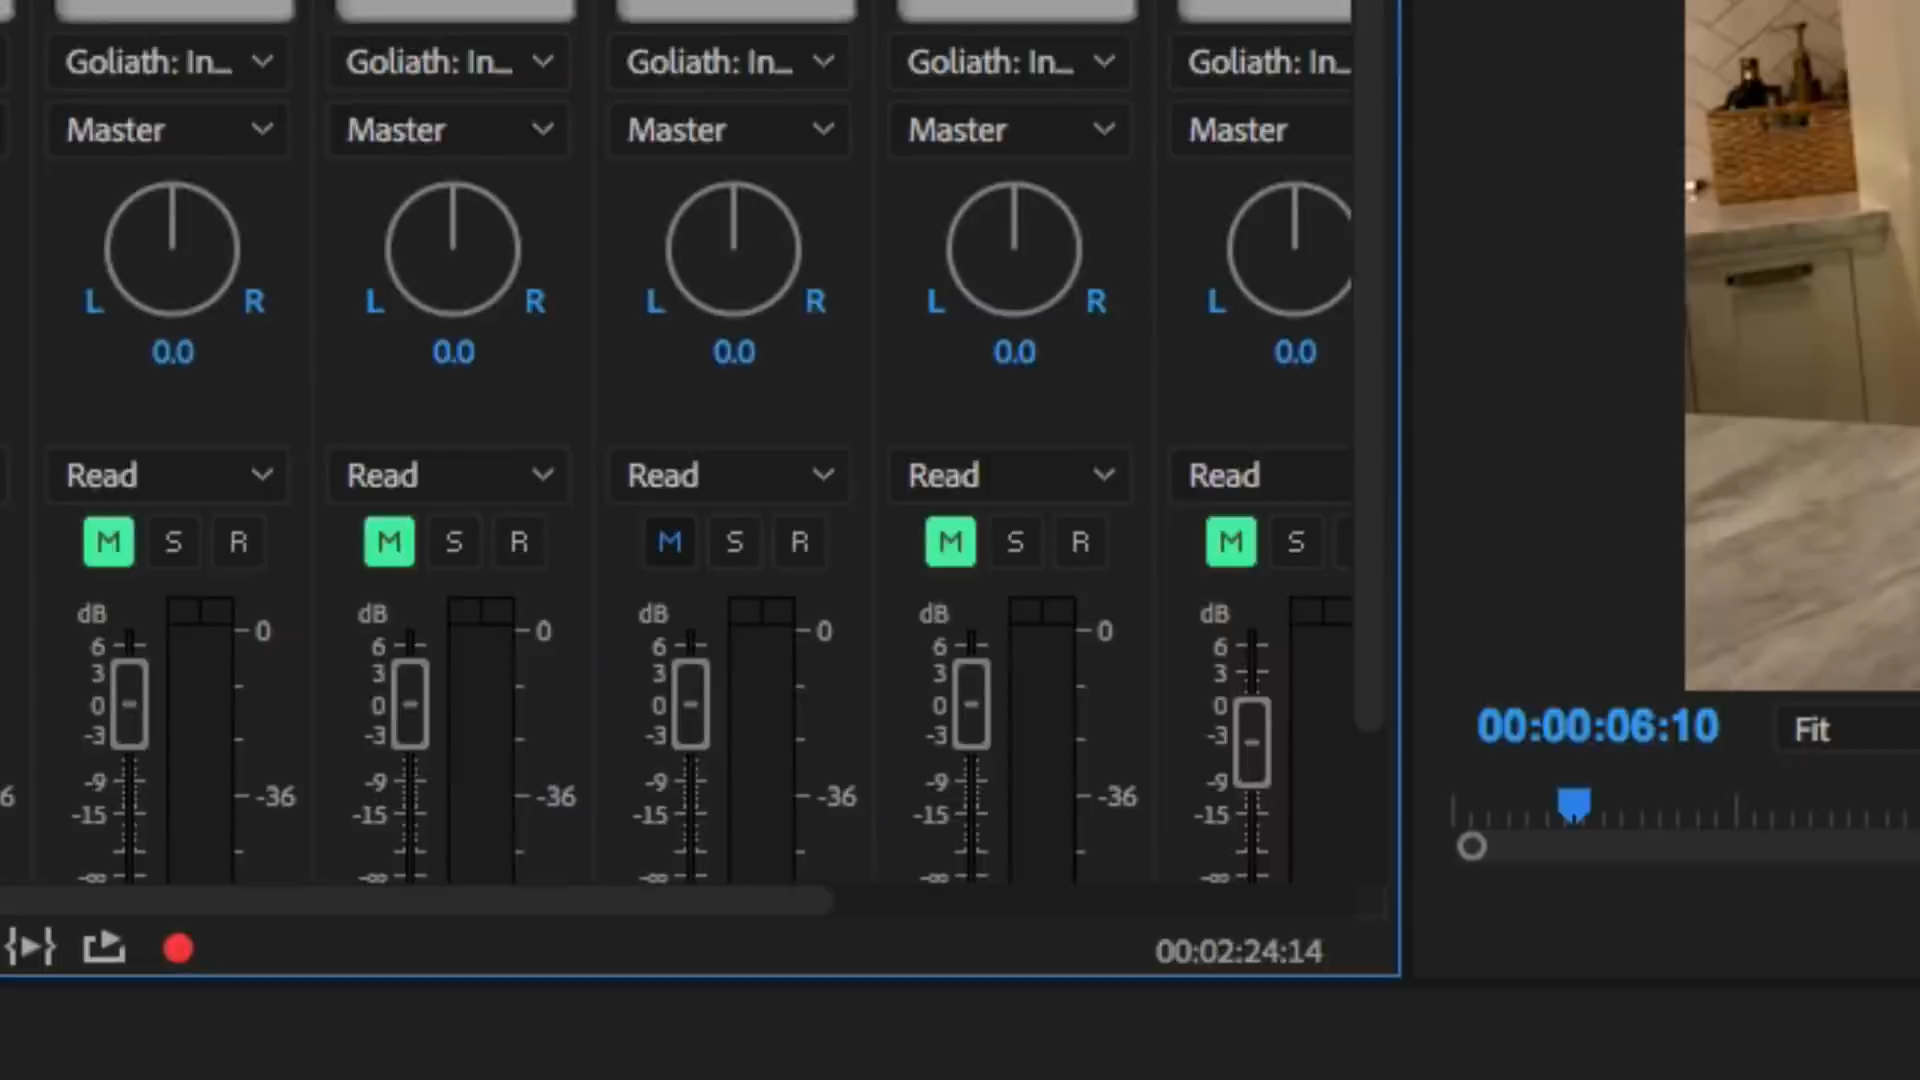 Goliath: In... Goliath: In... Goliath: In... Goliath: In... Goliath: In..
Master Master Master Master Master
L R L R L R L R L
0.0 0.0 0.0 0.0 0.0
Read Read Read Read Read
M S R M S R M S R M S R M S
dB dB dB dB dB
0 0 0 0
6 6 6 6 6
3 3 3 3 3
0 0 0 0 0
-3 -3 -3 -3 -3
00:00:06:10 Fit
-9 -9 -9 -9 -9
6 -36 -36 -36 -36
-15 -15 -15 -15 -15
-∞ -∞ -∞ -∞ -∞
00:02:24:14